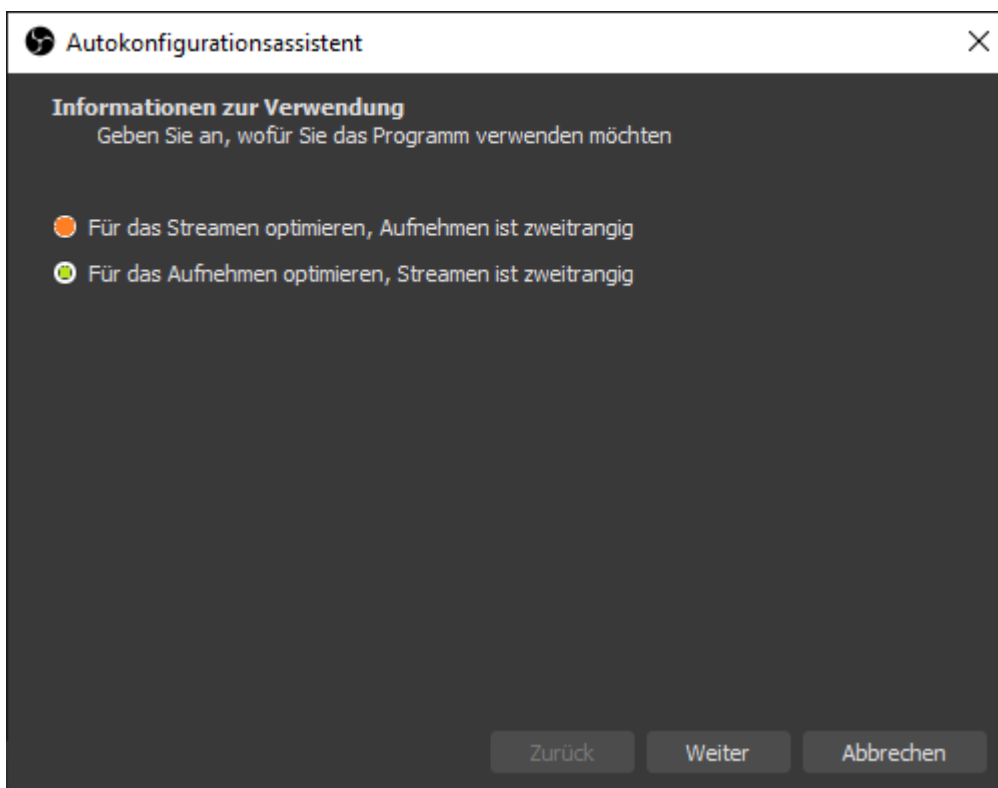 Autokonfigurationsassistent
Informationen zur Verwendung
Geben Sie an, wofür Sie das Programm verwenden möchten
Für das Streamen optimieren, Aufnehmen ist zweitrangig
Für das Aufnehmen optimieren, Streamen ist zweitrangig
Zurück Weiter Abbrechen